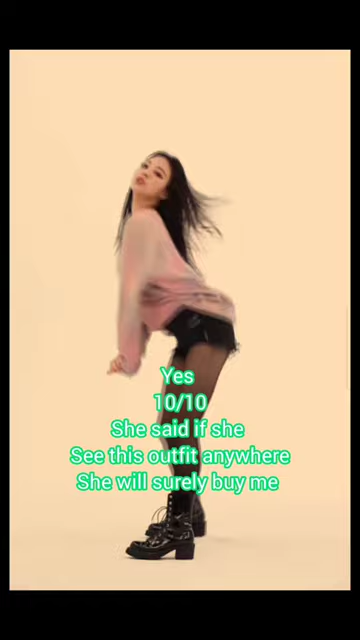 Yes
10/10
She said if she
See this outfit anywhere
She will surely buy me